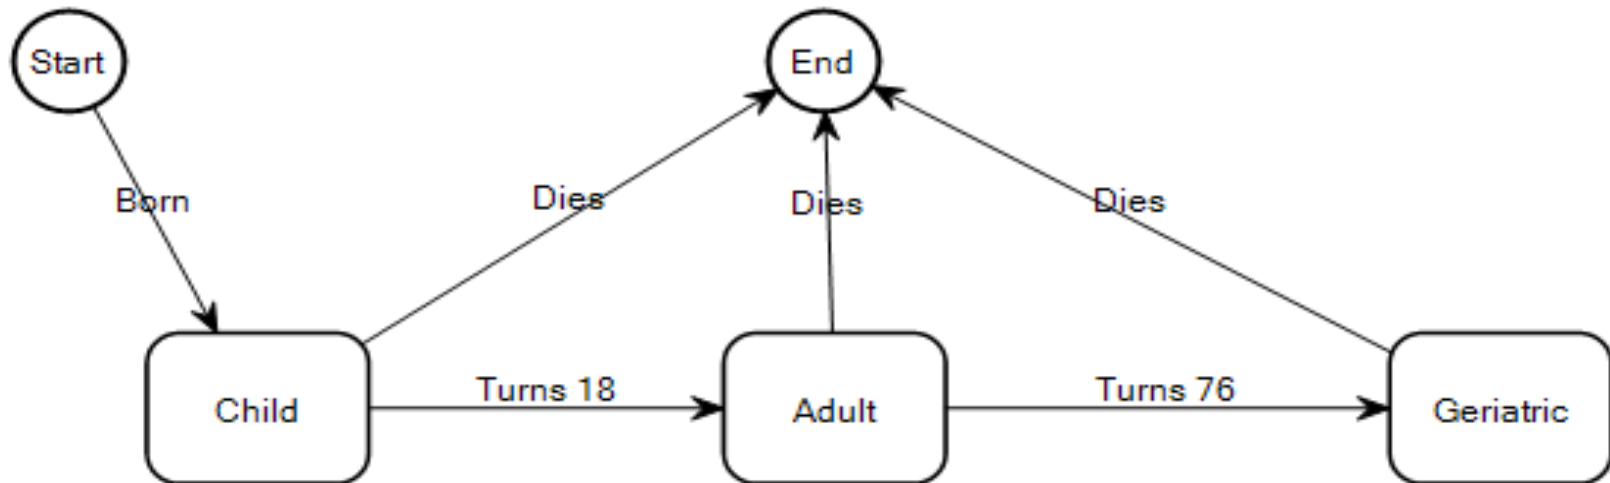 Start
End
Born
Dies
Dies
Dies
Child
Turns 18
Adult
Turns 76
Geriatric